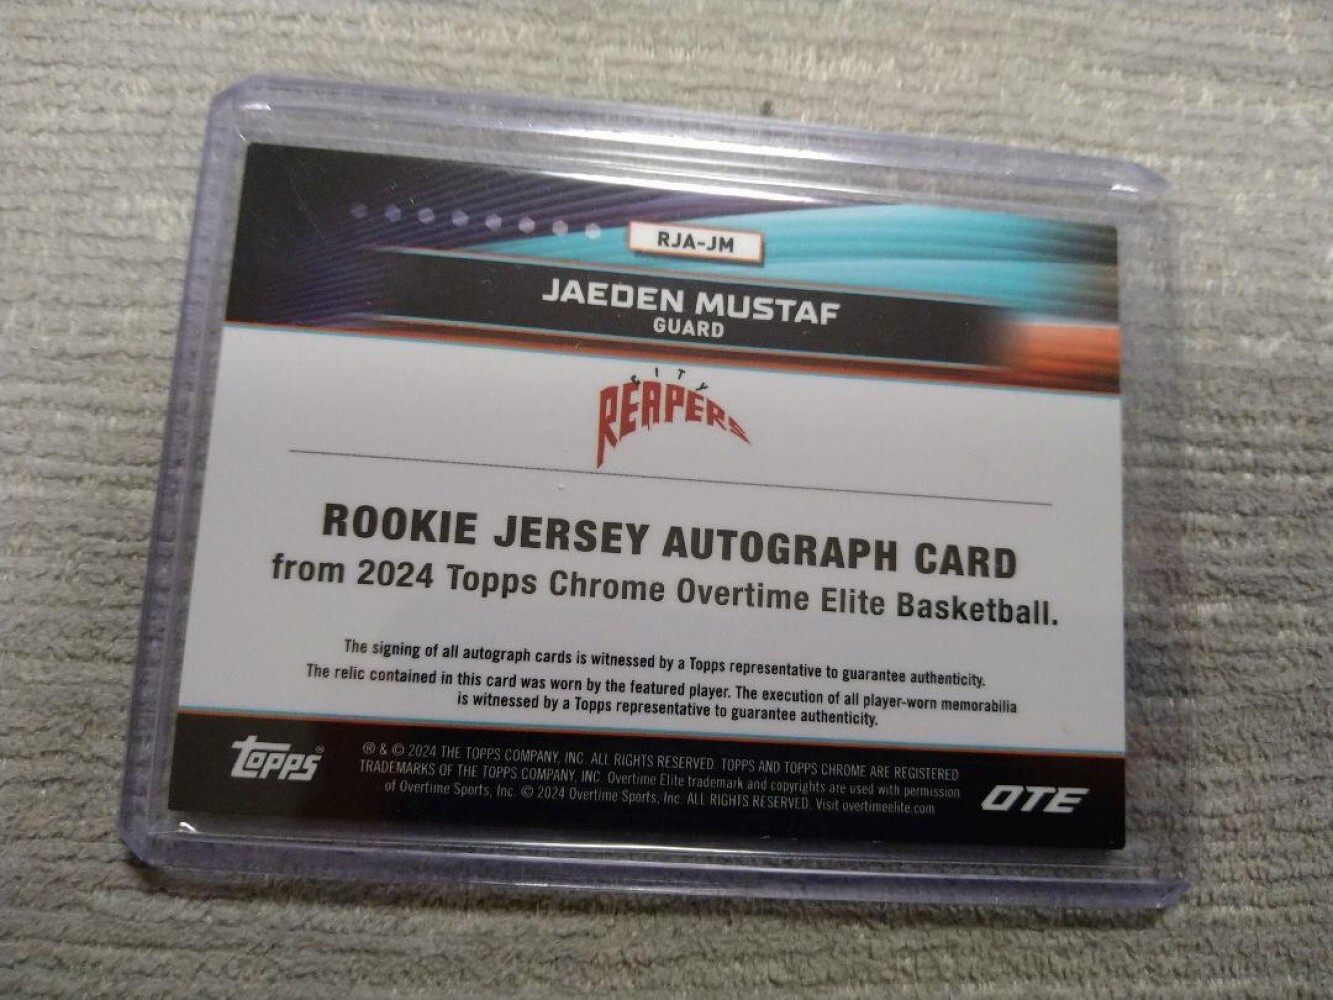 RJA-JM
JAEDEN MUSTAF
GUARD
CITY
REAPERS
ROOKIE JERSEY AUTOGRAPH CARD
from 2024 Topps Chrome Overtime Elite Basketball.
The signing of all autograph cards is witnessed by a Topps representative to guarantee authenticity.
The relic contained in this card was worn by the featured player. The execution of all player-worn memorabilia
is witnessed by a Topps representative to guarantee authenticity.
topps®
® & © 2024 THE TOPPS COMPANY, INC. ALL RIGHTS RESERVED. TOPPS AND TOPPS CHROME ARE REGISTERED
TRADEMARKS OF THE TOPPS COMPANY, INC. Overtime Elite trademark and copyrights are used with permission
of Overtime Sports, Inc. © 2024 Overtime Sports, Inc. ALL RIGHTS RESERVED. Visit overtimeelite.com
OTE